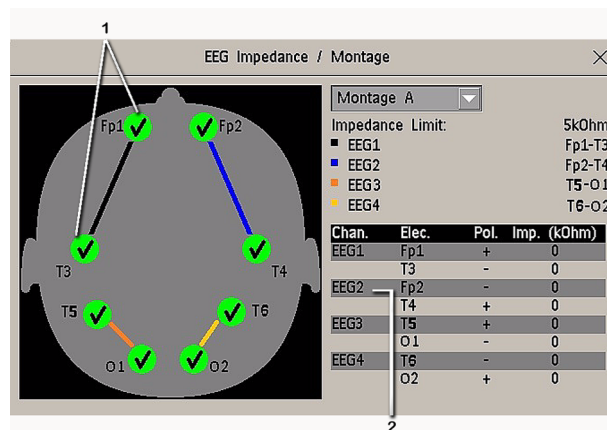 1
EEG Impedance / Montage
Montage A
Impedance Limit: 5kOhm
EEG1 Fp1-T3
EEG2 Fp2-T4
EEG3 T5-O1
EEG4 T6-O2
Chan. Elec. Pol. Imp. (kOhm)
EEG1 Fp1 + 0
T3 - 0
EEG2 Fp2 - 0
T4 + 0
EEG3 T5 + 0
O1 - 0
EEG4 T6 - 0
O2 + 0
Fp1 Fp2
T3 T4
T5 T6
O1 O2
2